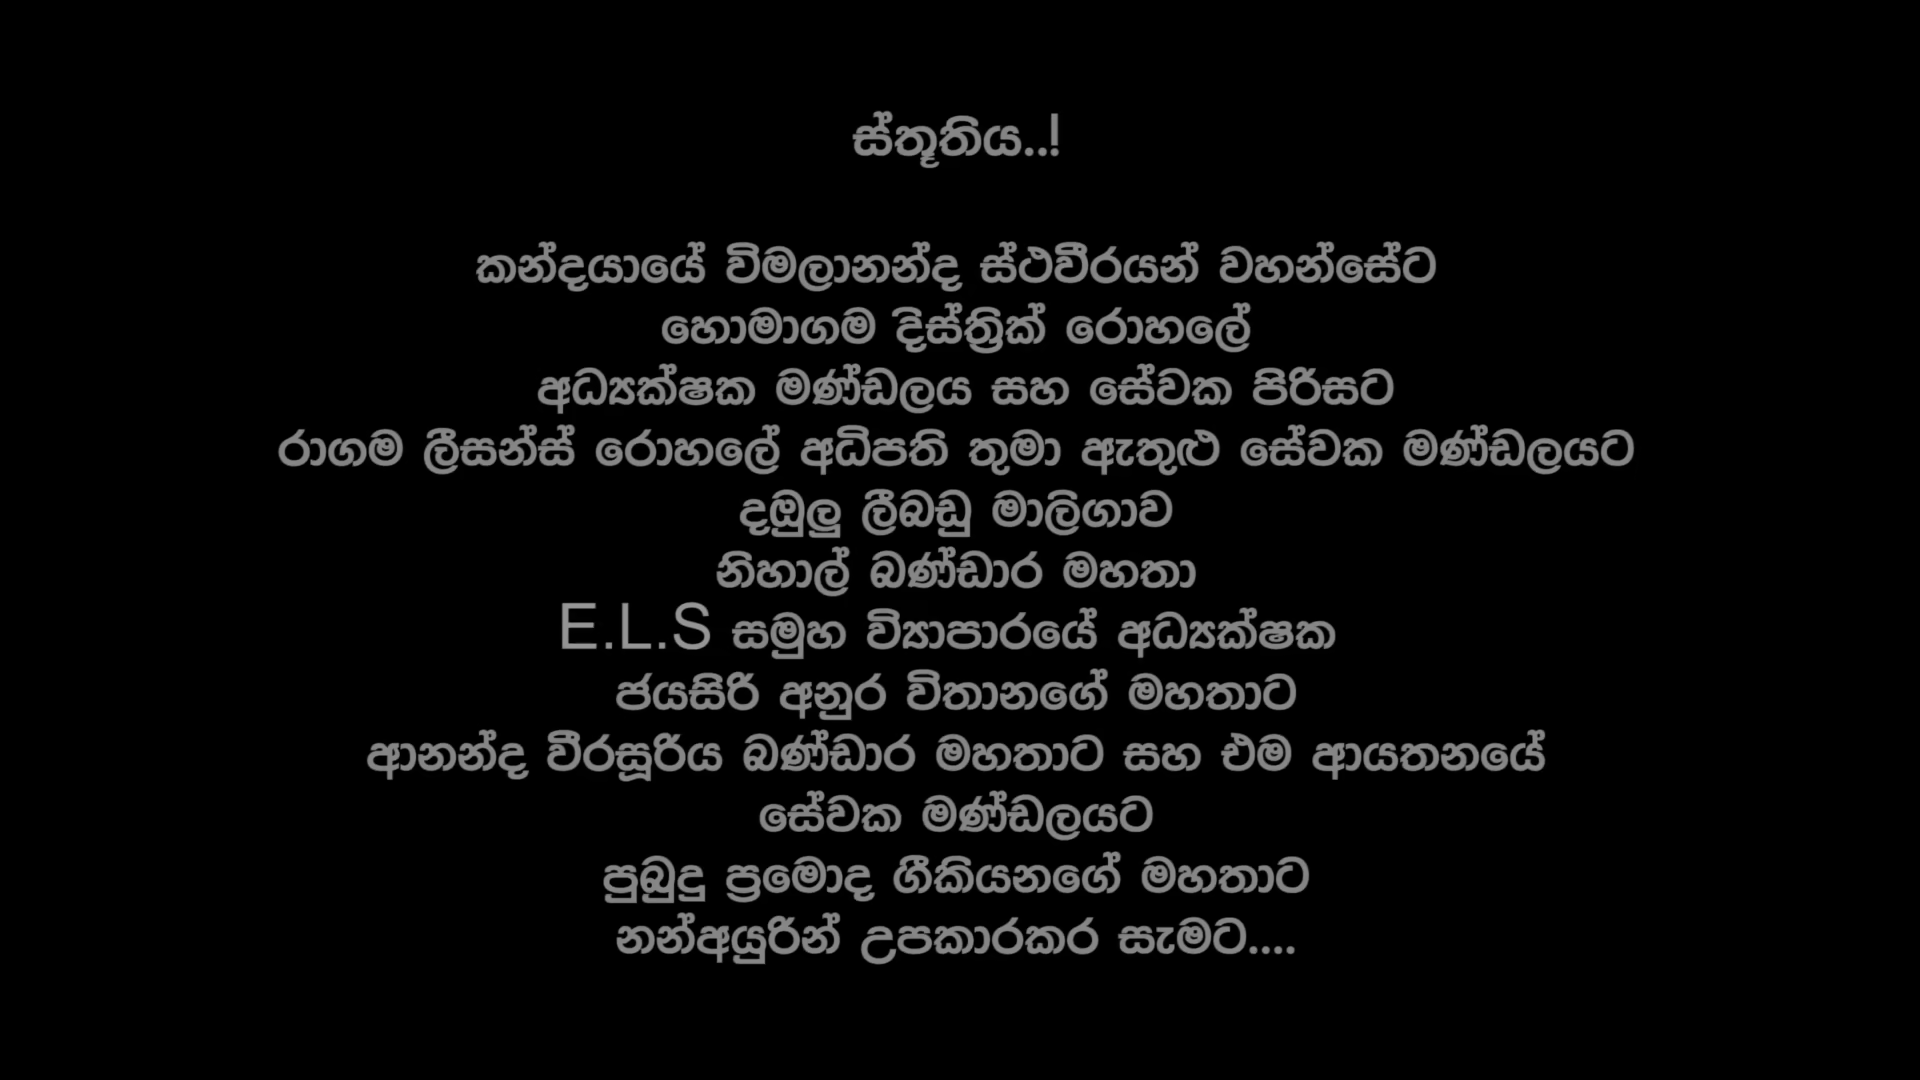 ස්තූතිය..!
කන්දයායේ විමලානන්ද ස්ථවීරයන් වහන්සේට
හොමාගම දිස්ත්‍රික් රොහලේ
අධ්‍යක්ෂක මණ්ඩලය සහ සේවක පිරිසට
රාගම ලීසන්ස් රොහලේ අධිපති තුමා ඇතුළු සේවක මණ්ඩලයට
දඹුලු ලීබඩු මාලිගාව
නිහාල් බණ්ඩාර මහතා
E.L.S සමුහ ව්‍යාපාරයේ අධ්‍යක්ෂක
ජයසිරි අනුර විතානගේ මහතාට
ආනන්ද වීරසූරිය බණ්ඩාර මහතාට සහ එම ආයතනයේ
සේවක මණ්ඩලයට
පුබුදු ප්‍රමොද ගීකියනගේ මහතාට
නන්අයුරින් උපකාරකර සැමට....